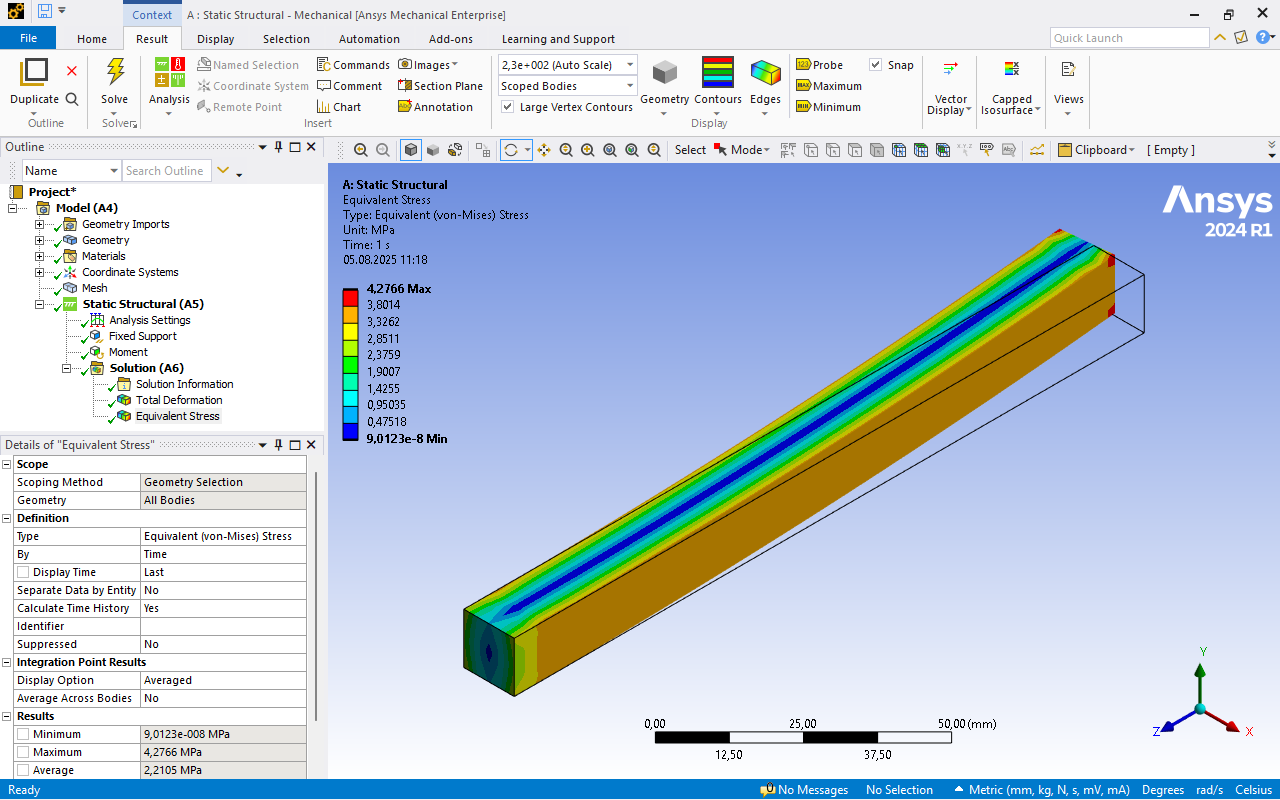 Context
A : Static Structural - Mechanical [Ansys Mechanical Enterprise]
File
Home
Result
Display
Selection
Automation
Add-ons
Learning and Support
Quick Launch
Duplicate
Outline
Solve
Solver
Analysis
Named Selection
Coordinate System
Remote Point
Commands
Comment
Chart
Images
Section Plane
Annotation
Insert
2,3e+002 (Auto Scale)
Scoped Bodies
Large Vertex Contours
Geometry
Contours
Edges
Display
Probe
Maximum
Minimum
Snap
Vector
Display
Capped
Isosurface
Views
Outline
Name
Search Outline
Select
Mode
Clipboard
[ Empty ]
Project*
Model (A4)
Geometry Imports
Geometry
Materials
Coordinate Systems
Mesh
Static Structural (A5)
Analysis Settings
Fixed Support
Moment
Solution (A6)
Solution Information
Total Deformation
Equivalent Stress
Details of "Equivalent Stress"
Scope
Scoping Method Geometry Selection
Geometry All Bodies
Definition
Type Equivalent (von-Mises) Stress
By Time
Display Time Last
Separate Data by Entity No
Calculate Time History Yes
Identifier
Suppressed No
Integration Point Results
Display Option Averaged
Average Across Bodies No
Results
Minimum 9,0123e-008 MPa
Maximum 4,2766 MPa
Average 2,2105 MPa
A: Static Structural
Equivalent Stress
Type: Equivalent (von-Mises) Stress
Unit: MPa
Time: 1 s
05.08.2025 11:18
4,2766 Max
3,8014
3,3262
2,8511
2,3759
1,9007
1,4255
0,95035
0,47518
9,0123e-8 Min
Ansys
2024 R1
0,00 25,00 50,00 (mm)
12,50 37,50
Y
Z
X
Ready
No Messages
No Selection
Metric (mm, kg, N, s, mV, mA)
Degrees
rad/s
Celsius